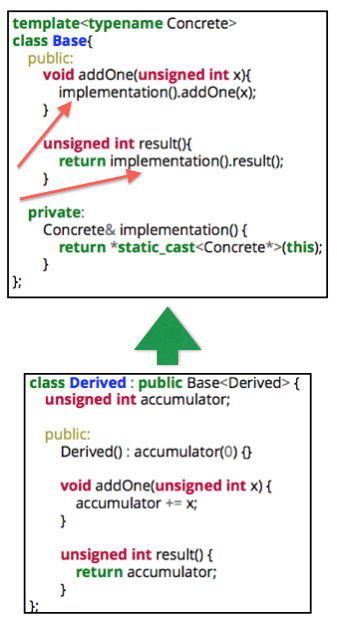 template<typename Concrete>
class Base{
public:
void addOne(unsigned int x){
implementation().addOne(x);
}
unsigned int result(){
return implementation().result();
}
private:
Concrete& implementation() {
return *static_cast<Concrete*>(this);
}
};
class Derived : public Base<Derived> {
unsigned int accumulator;
public:
Derived() : accumulator(0) {}
void addOne(unsigned int x) {
accumulator += x;
}
unsigned int result() {
return accumulator;
}
};